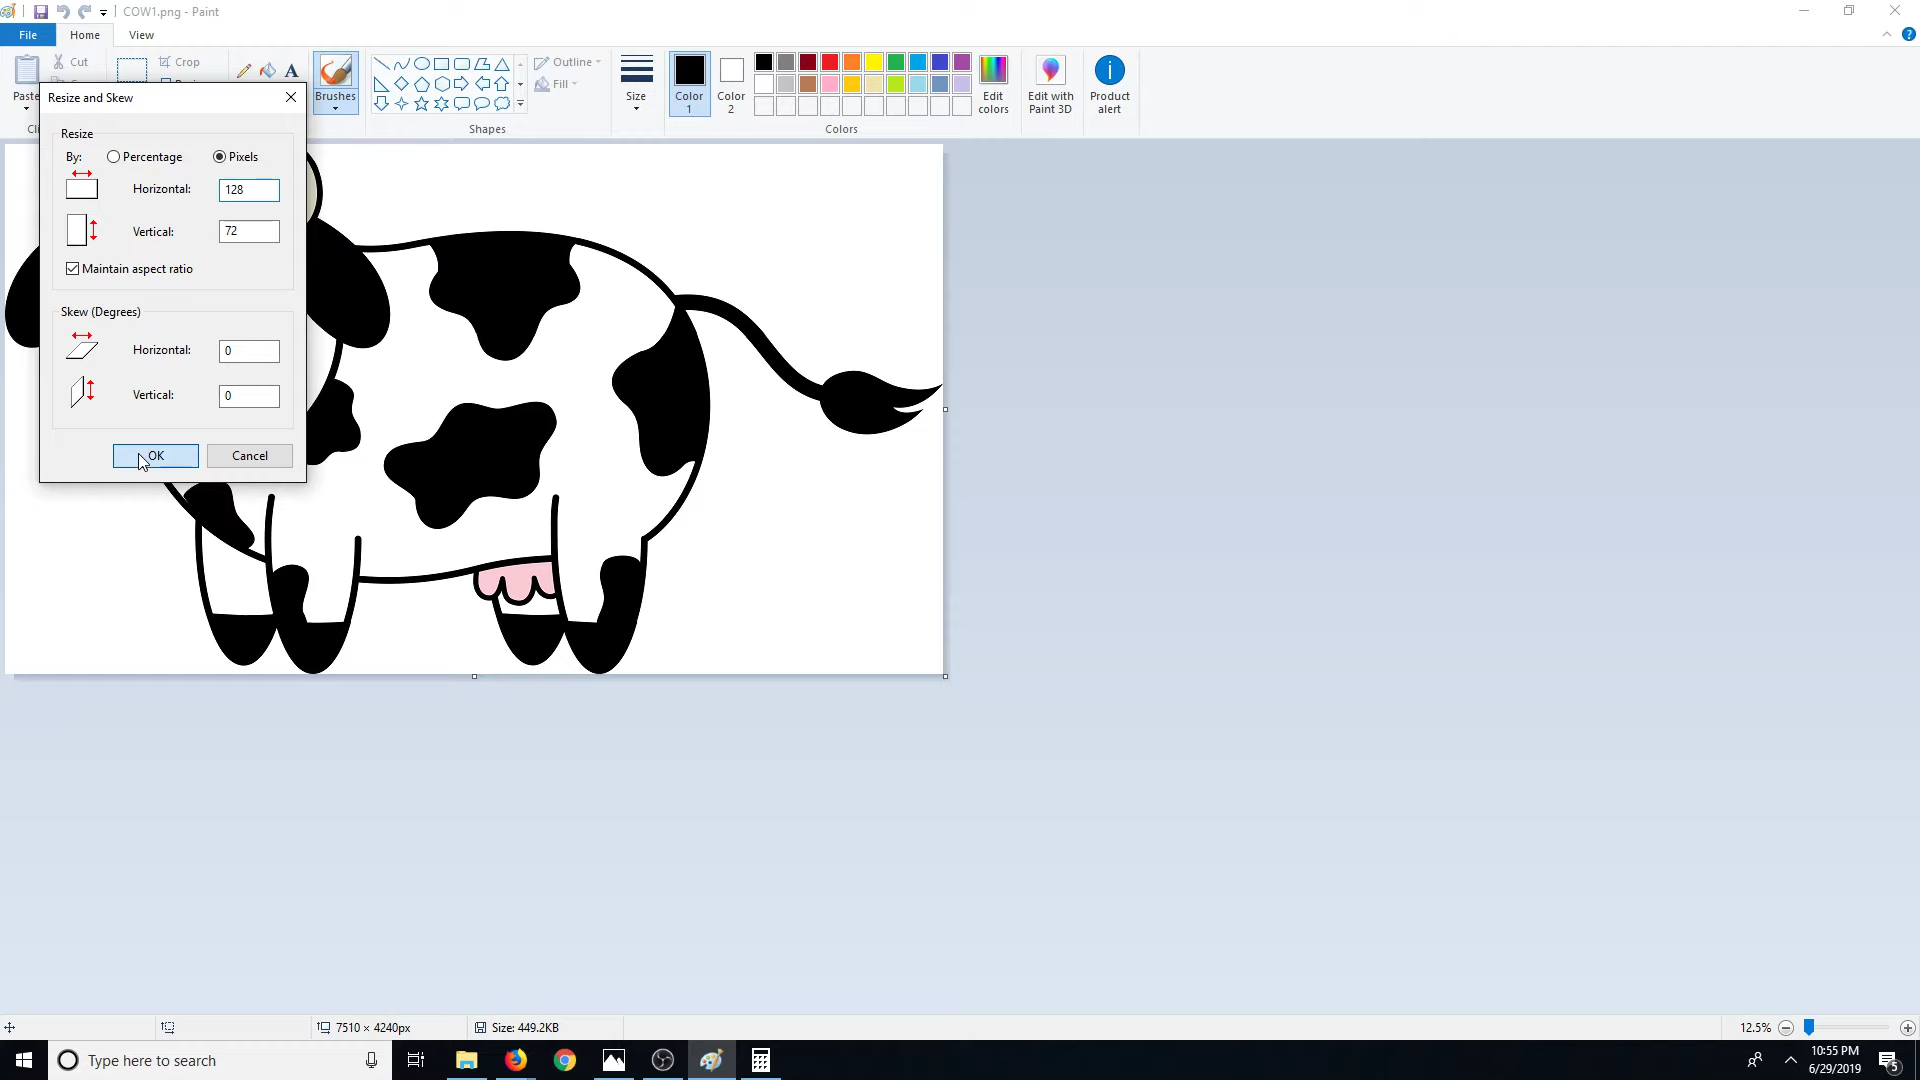 COW1.png - Paint
File Home View
Cut
Crop
Paste
Brushes
Outline
Fill
Shapes
Size
Color 1
Color 2
Colors
Edit colors
Edit with Paint 3D
Product alert
Resize and Skew
Resize
By: Percentage Pixels
Horizontal: 128
Vertical: 72
Maintain aspect ratio
Skew (Degrees)
Horizontal: 0
Vertical: 0
OK Cancel
7510 × 4240px
Size: 449.2KB
12.5%
Type here to search
10:55 PM
6/29/2019
5